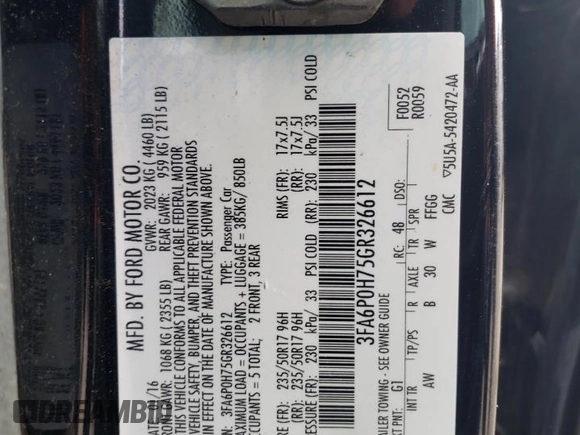 MFD. BY FORD MOTOR CO.
GVWR: 2023 KG ( 4460 LB)
1068 KG ( 2355 LB) REAR GAWR: 959 KG ( 2115 LB)
THIS VEHICLE CONFORMS TO ALL APPLICABLE FEDERAL MOTOR
VEHICLE SAFETY, BUMPER, AND THEFT PREVENTION STANDARDS
IN EFFECT ON THE DATE OF MANUFACTURE SHOWN ABOVE.
3FA6P0H75GR326612 TYPE: Passenger Car
MAXIMUM LOAD = OCCUPANTS + LUGGAGE = 385KG/ 850LB
OCCUPANTS = 5 TOTAL: 2 FRONT, 3 REAR
235/50R17 96H RIMS (FR): 17x7.5J
(RR): 235/50R17 96H (RR): 17x7.5J
PRESSURE (FR): 230 kPa/ 33 PSI COLD
(RR): 230 kPa/ 33 PSI COLD
3FA6P0H75GR326612
F0052
R0059
TRAILER TOWING - SEE OWNER GUIDE
EXT PNT: G1 RC: 48 DSO:
INT TR TP/PS R AXLE TR SPR
AW B 30 W FFGG
CMC ▽5U5A-5420472-AA
DREAMBID